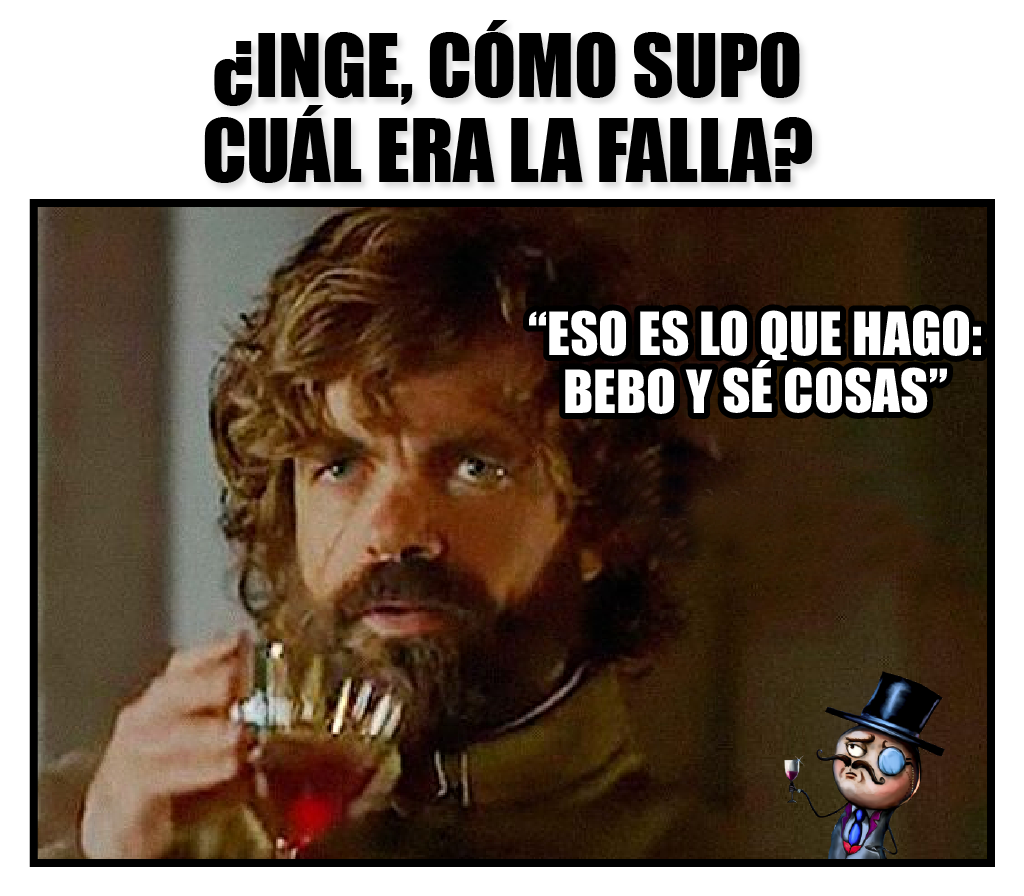 ¿INGE, CÓMO SUPO
CUÁL ERA LA FALLA?
“ESO ES LO QUE HAGO:
BEBO Y SÉ COSAS”